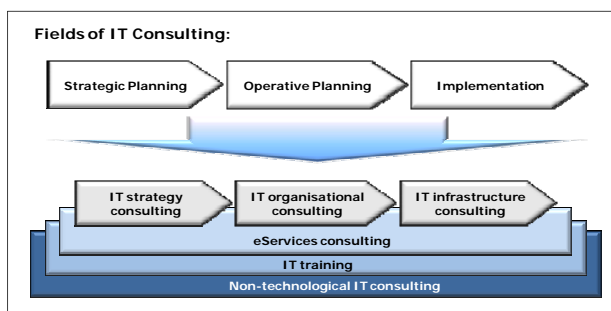 Fields of IT Consulting:
Strategic Planning
Operative Planning
Implementation
IT strategy
consulting
IT organisational
consulting
IT infrastructure
consulting
eServices consulting
IT training
Non-technological IT consulting